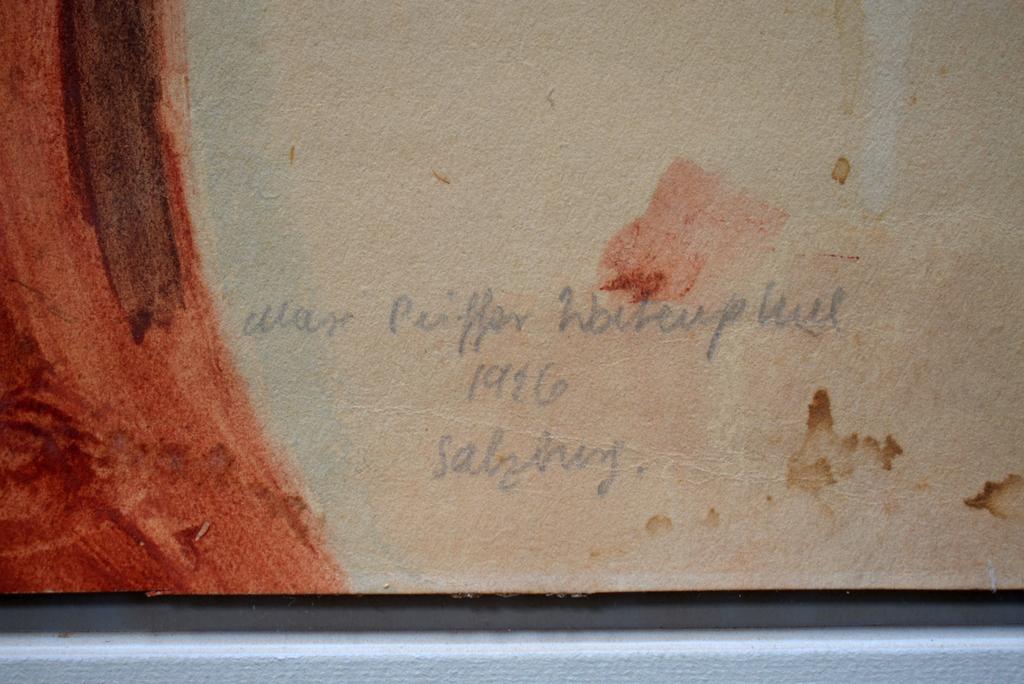 Max Peiffer Watenphul
1926
Salzburg.